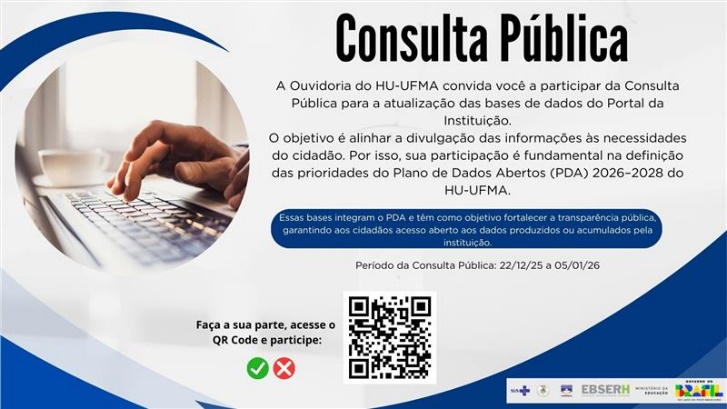 Consulta Pública
A Ouvidoria do HU-UFMA convida você a participar da Consulta
Pública para a atualização das bases de dados do Portal da
Instituição.
O objetivo é alinhar a divulgação das informações às necessidades
do cidadão. Por isso, sua participação é fundamental na definição
das prioridades do Plano de Dados Abertos (PDA) 2026–2028 do
HU-UFMA.
Essas bases integram o PDA e têm como objetivo fortalecer a transparência pública,
garantindo aos cidadãos acesso aberto aos dados produzidos ou acumulados pela
instituição.
Período da Consulta Pública: 22/12/25 a 05/01/26
Faça a sua parte, acesse o
QR Code e participe:
SUS
EBSERH
MINISTÉRIO DA
EDUCAÇÃO
GOVERNO DO
BRASIL